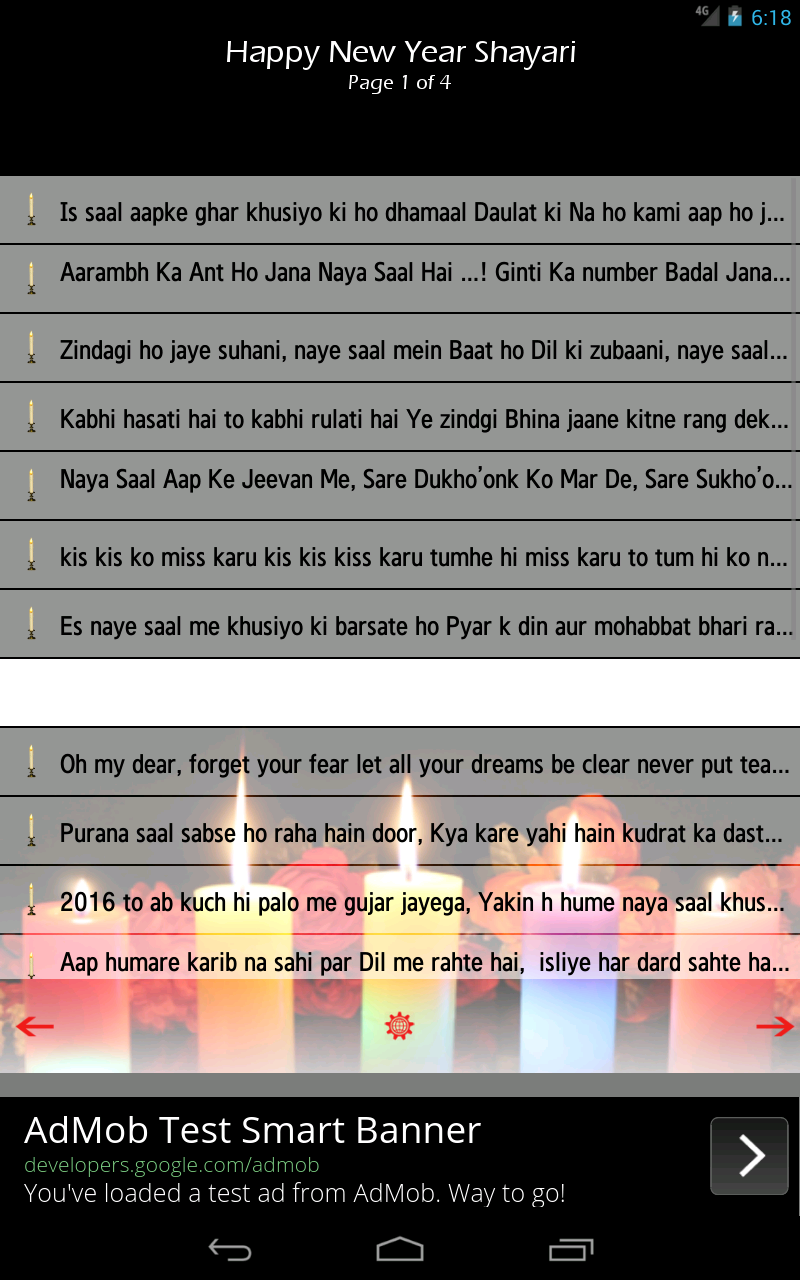 4G 6:18
Happy New Year Shayari
Page 1 of 4
Is saal aapke ghar khusiyo ki ho dhamaal Daulat ki Na ho kami aap ho j...
Aarambh Ka Ant Ho Jana Naya Saal Hai ...! Ginti Ka number Badal Jana...
Zindagi ho jaye suhani, naye saal mein Baat ho Dil ki zubaani, naye saal...
Kabhi hasati hai to kabhi rulati hai Ye zindgi Bhina jaane kitne rang dek...
Naya Saal Aap Ke Jeevan Me, Sare Dukho’onk Ko Mar De, Sare Sukho’o...
kis kis ko miss karu kis kis kiss karu tumhe hi miss karu to tum hi ko n...
Es naye saal me khusiyo ki barsate ho Pyar k din aur mohabbat bhari ra...
Oh my dear, forget your fear let all your dreams be clear never put tea...
Purana saal sabse ho raha hain door, Kya kare yahi hain kudrat ka dast...
2016 to ab kuch hi palo me gujar jayega, Yakin h hume naya saal khus...
Aap humare karib na sahi par Dil me rahte hai,  isliye har dard sahte ha...
AdMob Test Smart Banner
developers.google.com/admob
You've loaded a test ad from AdMob. Way to go!